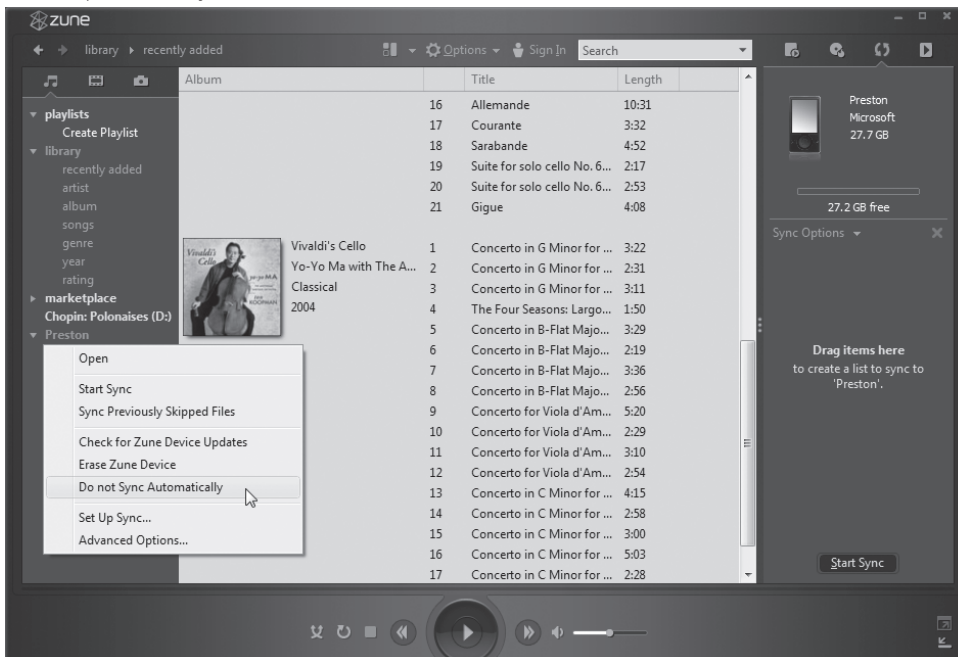 zune
library ▸ recently added
Options
Sign In
Search
Album
Title
Length
playlists
Create Playlist
library
recently added
artist
album
songs
genre
year
rating
marketplace
Chopin: Polonaises (D:)
Preston
Open
Start Sync
Sync Previously Skipped Files
Check for Zune Device Updates
Erase Zune Device
Do not Sync Automatically
Set Up Sync...
Advanced Options...
16 Allemande 10:31
17 Courante 3:32
18 Sarabande 4:52
19 Suite for solo cello No. 6... 2:17
20 Suite for solo cello No. 6... 2:53
21 Gigue 4:08
Vivaldi's
Cello
yo-yo MA
KOOPMAN
Vivaldi's Cello
Yo-Yo Ma with The A...
Classical
2004
1 Concerto in G Minor for ... 3:22
2 Concerto in G Minor for ... 2:31
3 Concerto in G Minor for ... 3:11
4 The Four Seasons: Largo... 1:50
5 Concerto in B-Flat Majo... 3:29
6 Concerto in B-Flat Majo... 2:19
7 Concerto in B-Flat Majo... 3:36
8 Concerto in B-Flat Majo... 2:56
9 Concerto for Viola d'Am... 5:20
10 Concerto for Viola d'Am... 2:29
11 Concerto for Viola d'Am... 3:10
12 Concerto for Viola d'Am... 2:54
13 Concerto in C Minor for ... 4:15
14 Concerto in C Minor for ... 2:58
15 Concerto in C Minor for ... 3:00
16 Concerto in C Minor for ... 5:03
17 Concerto in C Minor for ... 2:28
Preston
Microsoft
27.7 GB
27.2 GB free
Sync Options
Drag items here
to create a list to sync to
'Preston'.
Start Sync